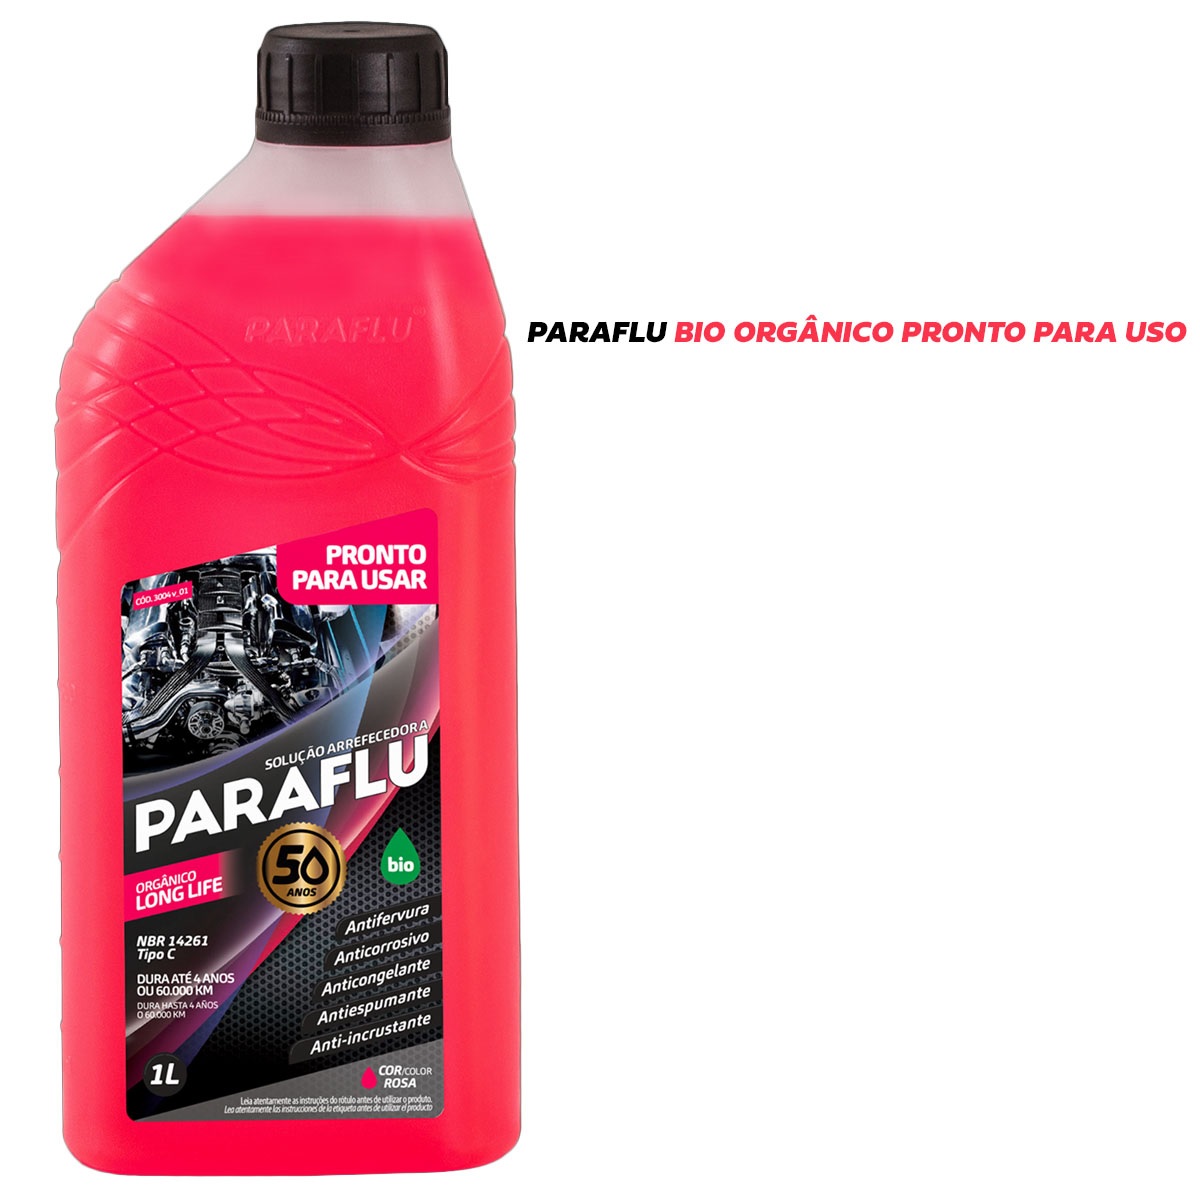 PARAFLU
PARAFLU BIO ORGÂNICO PRONTO PARA USO
PRONTO
PARA USAR
CÓD. 3004v_01
SOLUÇÃO ARREFECEDORA
PARAFLU
50
ANOS
bio
ORGÂNICO
LONG LIFE
NBR 14261
Tipo C
DURA ATÉ 4 ANOS
OU 60.000 KM
DURA HASTA 4 AÑOS
O 60.000 KM
Antifervura
Anticorrosivo
Anticongelante
Antiespumante
Anti-incrustante
1L
COR/COLOR
ROSA
Leia atentamente as instruções do rótulo antes de utilizar o produto.
Lea atentamente las instrucciones de la etiqueta antes de utilizar el producto